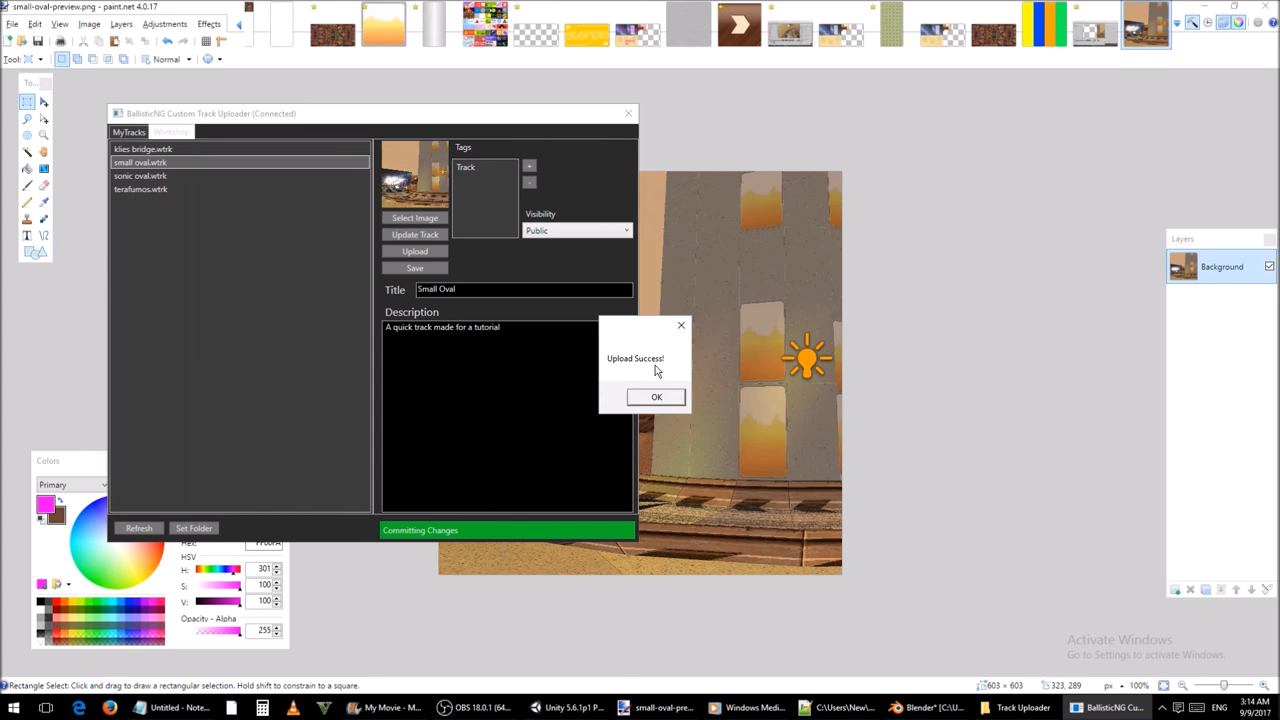 small-oval-preview.png - paint.net 4.0.17
File Edit View Image Layers Adjustments Effects
Tool: Normal
To...
BallisticNG Custom Track Uploader (Connected)
MyTracks Workshop
klies bridge.wtrk
small oval.wtrk
sonic oval.wtrk
terafumos.wtrk
Tags
Track
+
-
Select Image
Update Track
Upload
Save
Visibility
Public
Title Small Oval
Description
A quick track made for a tutorial
Upload Success!
OK
Refresh Set Folder
Committing Changes
Layers
Background
Colors
Primary
Hex: FF00FA
HSV
H: 301
S: 100
V: 100
Opacity - Alpha
255
Activate Windows
Go to Settings to activate Windows.
Rectangle Select: Click and drag to draw a rectangular selection. Hold shift to constrain to a square.
603 × 603 323, 289 px 100%
Untitled - Note...
My Movie - M...
OBS 18.0.1 (64...
Unity 5.6.1p1 ...
small-oval-pre...
Windows Medi...
C:\Users\New\...
Blender* [C:\U...
Track Uploader
BallisticNG Cu...
ENG
3:14 AM
9/9/2017